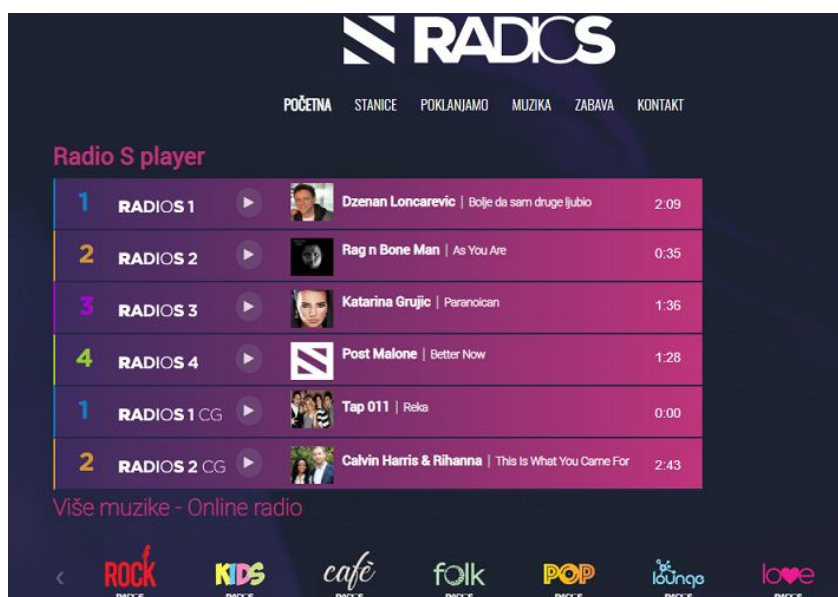 RADIOS
POČETNA STANICE POKLANJAMO MUZIKA ZABAVA KONTAKT
Radio S player
1 RADIOS 1 Dzenan Loncarevic | Bolje da sam druge ljubio 2:09
2 RADIOS 2 Rag n Bone Man | As You Are 0:35
3 RADIOS 3 Katarina Grujic | Paranoican 1:36
4 RADIOS 4 Post Malone | Better Now 1:28
1 RADIOS 1 CG Tap 011 | Reka 0:00
2 RADIOS 2 CG Calvin Harris & Rihanna | This Is What You Came For 2:43
Više muzike - Online radio
ROCK KIDS cafè folk POP lounge love